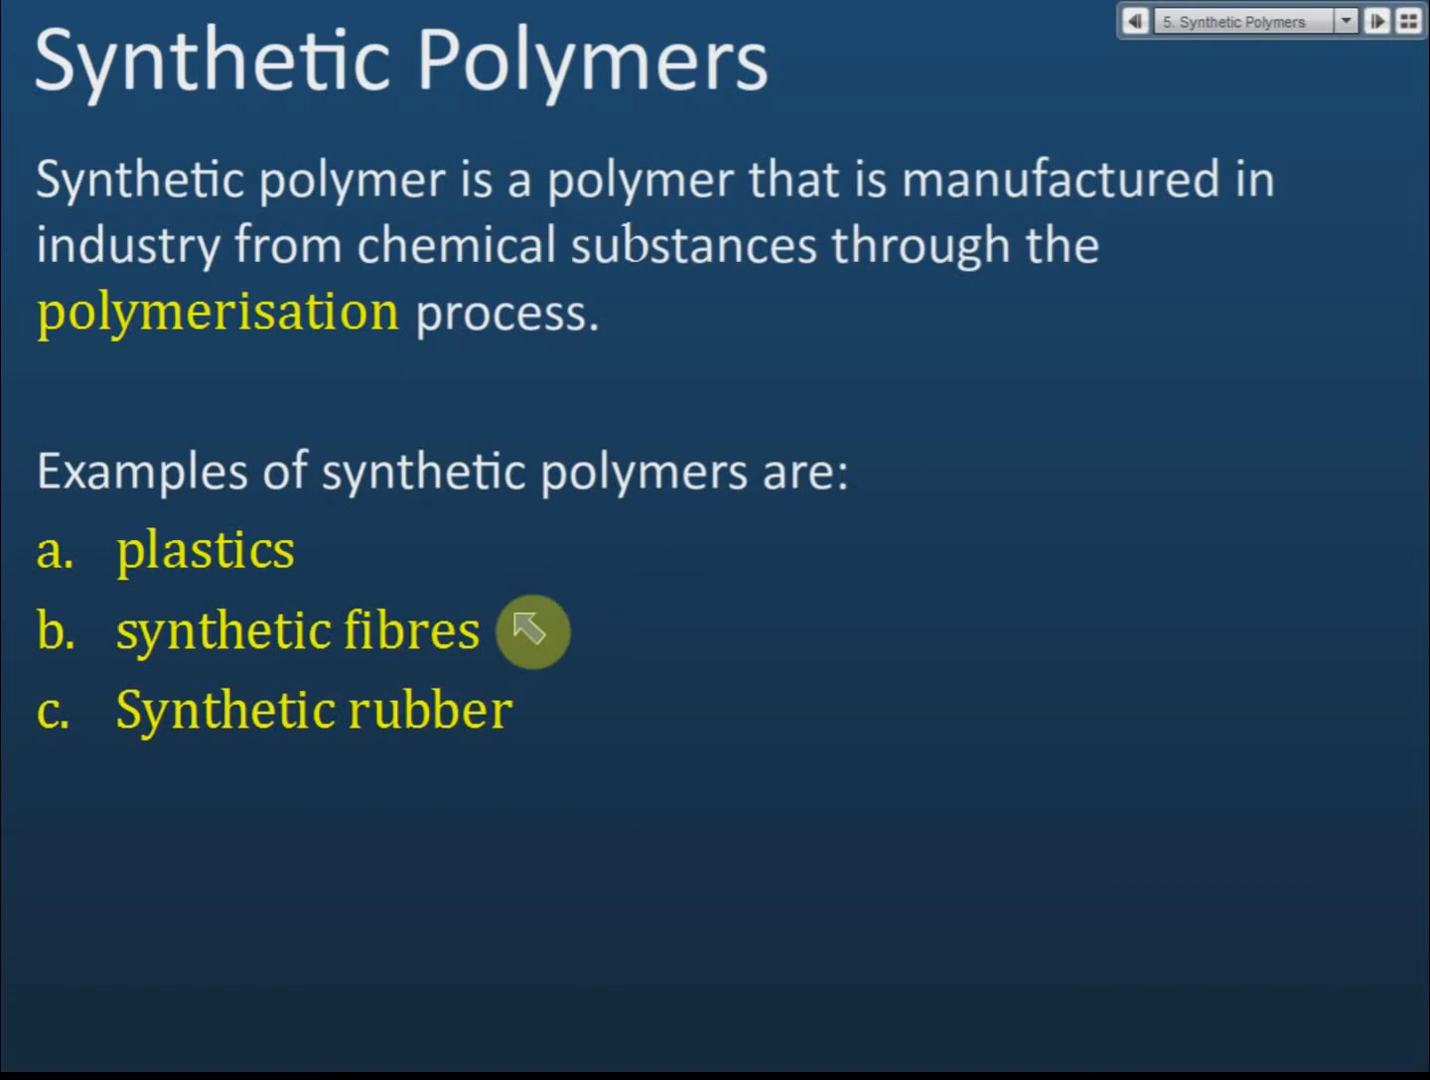 5. Synthetic Polymers
Synthetic Polymers
Synthetic polymer is a polymer that is manufactured in
industry from chemical substances through the
polymerisation process.
Examples of synthetic polymers are:
a. plastics
b. synthetic fibres
c. Synthetic rubber